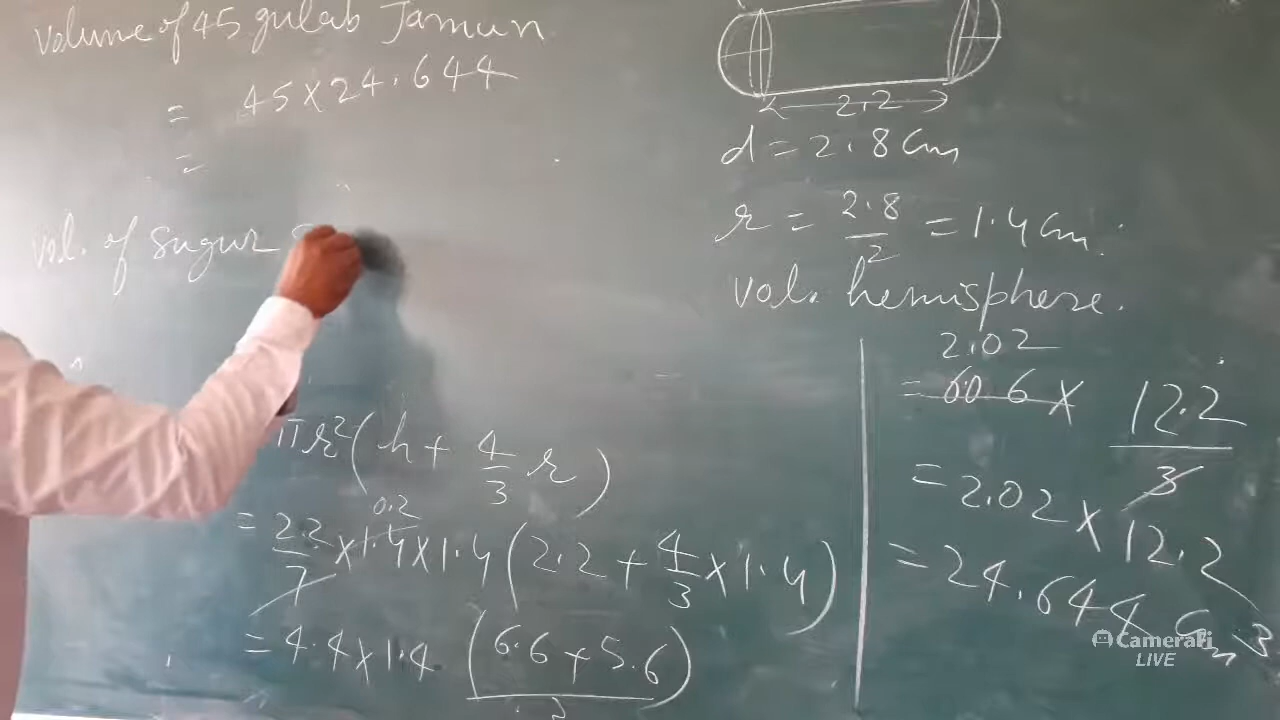 Volume of 45 gulab Jamun
= 45 × 24.644
=
Vol. of Sugur S
πr²(h + 4/3 r)
0.2
= 22/7 × 1.4 × 1.4 (2.2 + 4/3 × 1.4)
= 4.4 × 1.4 (6.6 + 5.6 / 3)
2.2
d = 2.8 Cm
r = 2.8/2 = 1.4 Cm.
Vol. hemisphere.
2.02
= 60 6 × 12.2/3
= 2.02 × 12.2
= 24.644 Cm3
CameraFi
LIVE